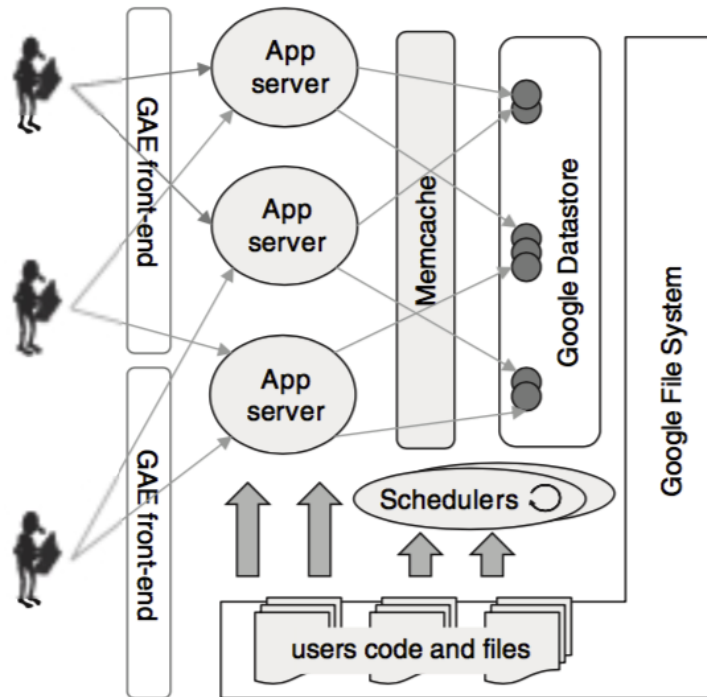 GAE front-end
App
server
App
server
App
server
Memcache
Google Datastore
Google File System
GAE front-end
Schedulers
users code and files